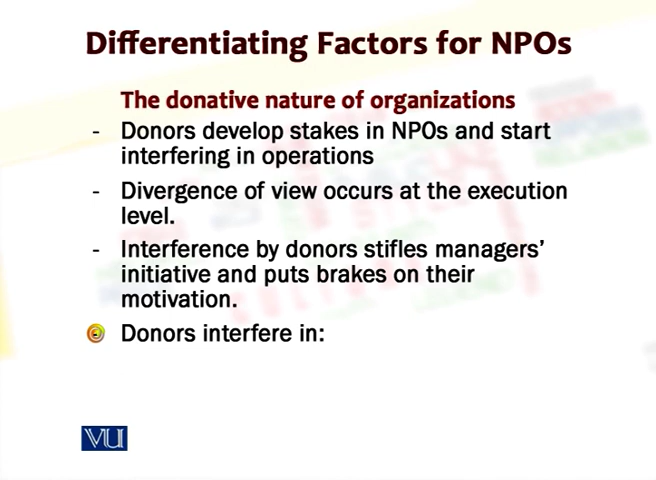 Differentiating Factors for NPOs
The donative nature of organizations
- Donors develop stakes in NPOs and start
interfering in operations
- Divergence of view occurs at the execution
level.
- Interference by donors stifles managers’
initiative and puts brakes on their
motivation.
Donors interfere in:
VU